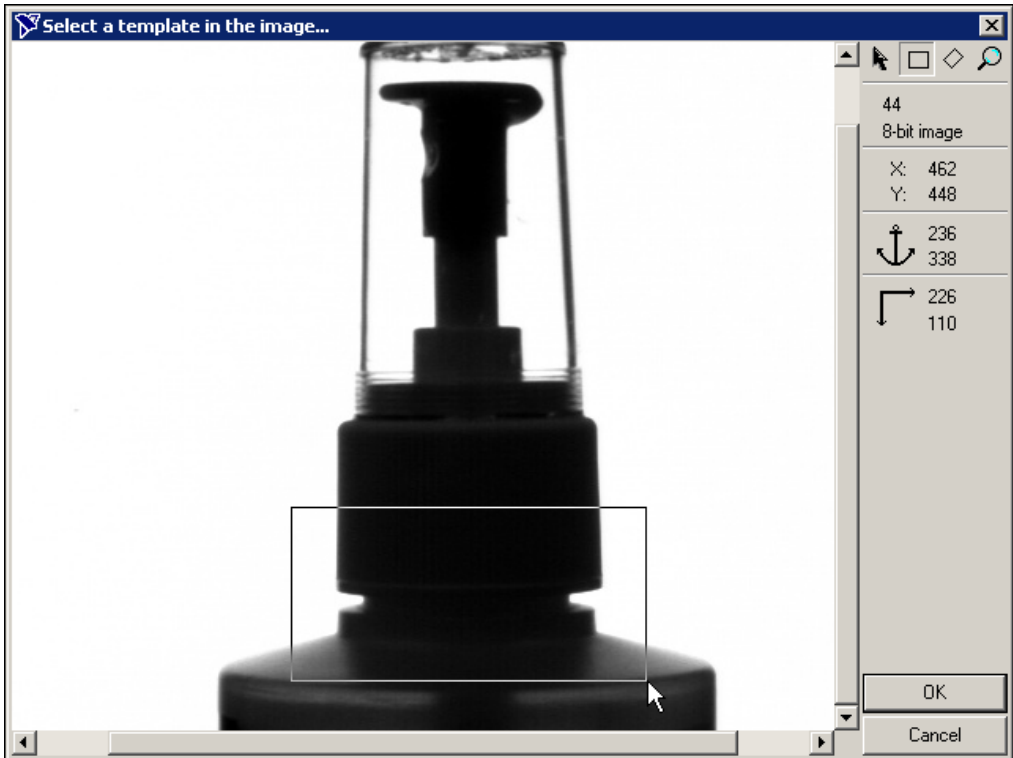 Select a template in the image...
44
8-bit image
X: 462
Y: 448
236
338
226
110
OK
Cancel